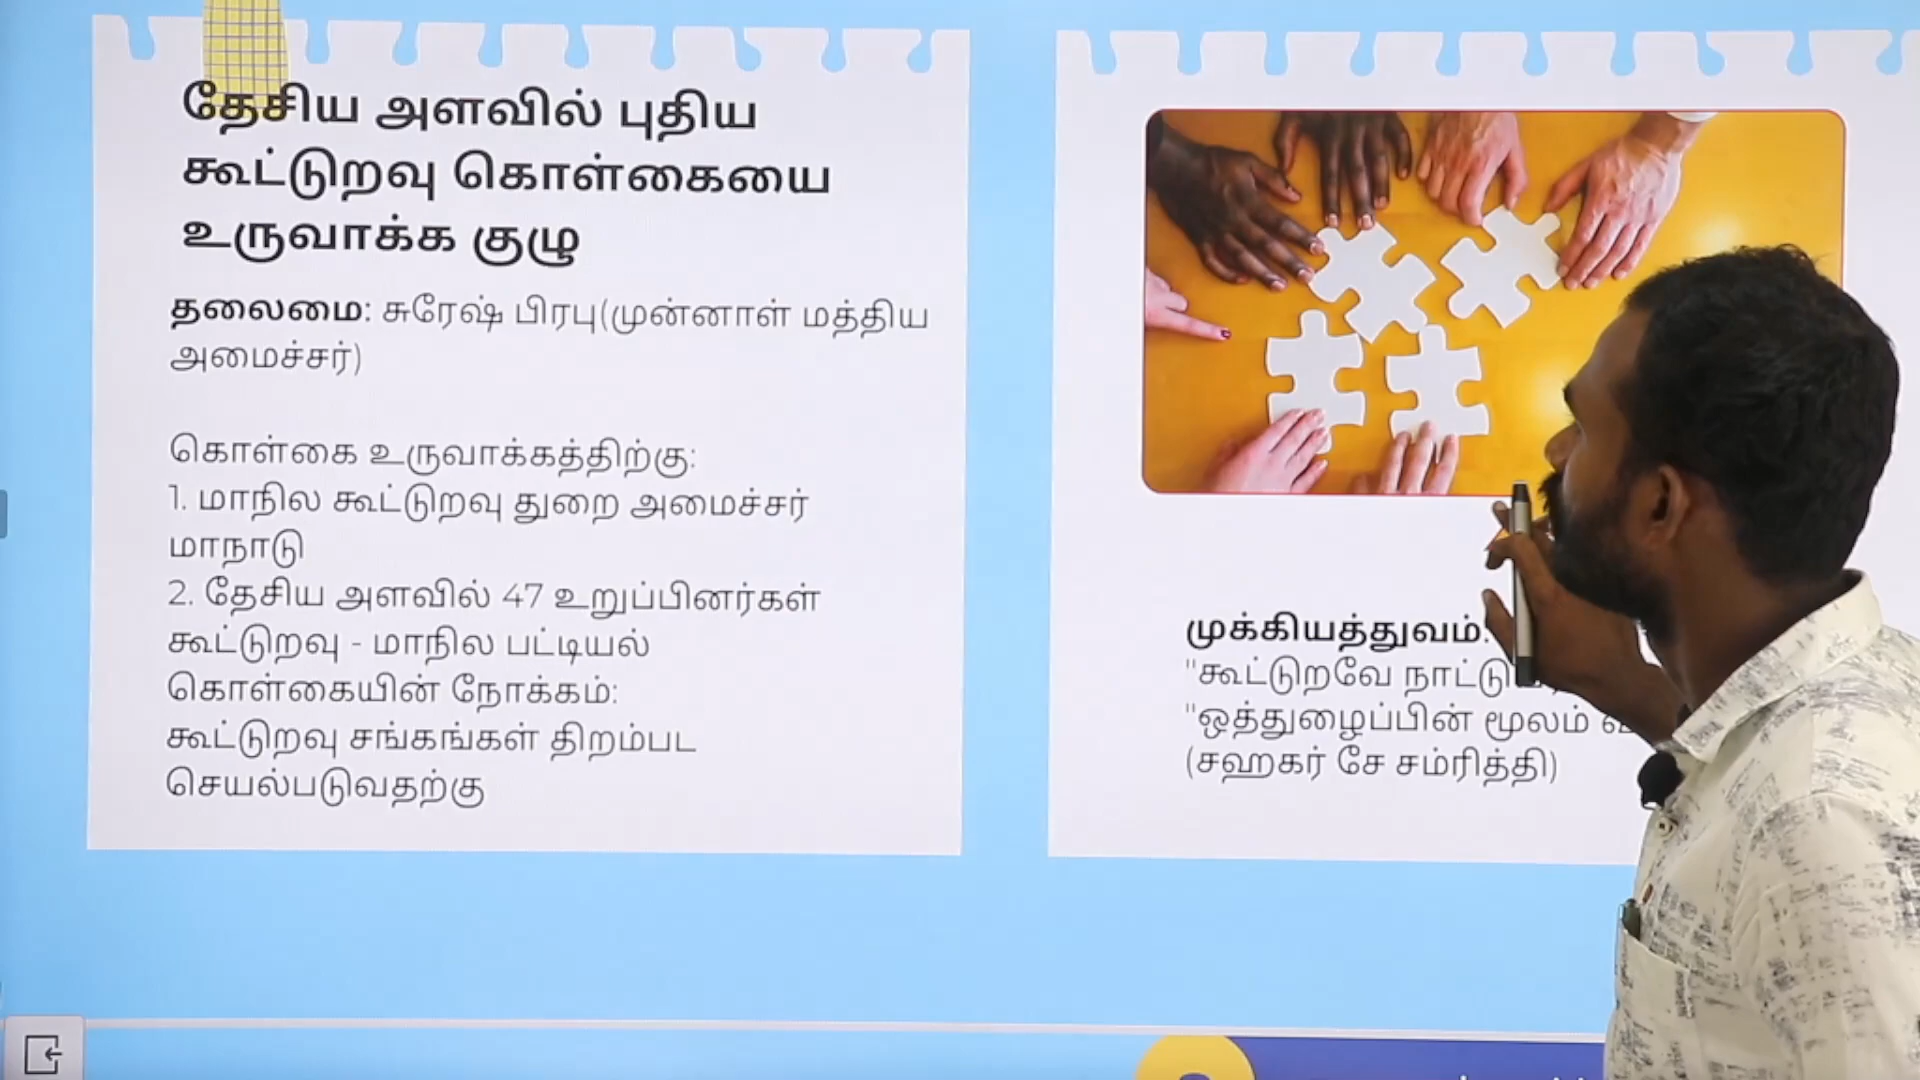 தேசிய அளவில் புதிய
கூட்டுறவு கொள்கையை
உருவாக்க குழு
தலைமை: சுரேஷ் பிரபு(முன்னாள் மத்திய
அமைச்சர்)
கொள்கை உருவாக்கத்திற்கு:
1. மாநில கூட்டுறவு துறை அமைச்சர்
மாநாடு
2. தேசிய அளவில் 47 உறுப்பினர்கள்
கூட்டுறவு - மாநில பட்டியல்
கொள்கையின் நோக்கம்:
கூட்டுறவு சங்கங்கள் திறம்பட
செயல்படுவதற்கு
முக்கியத்துவம்:
"கூட்டுறவே
"ஒத்துழைப்பின் மூலம்
(சஹகர் சே சம்ரித்தி)